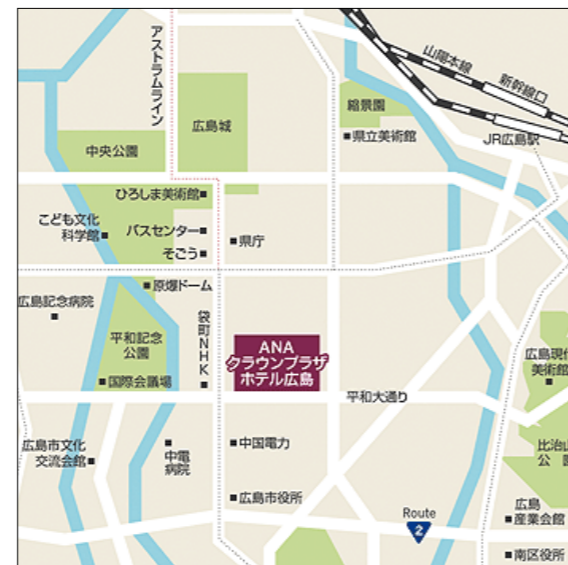 アストラムライン
山陽本線
新幹線口
JR広島駅
縮景園
県立美術館
広島城
中央公園
ひろしま美術館
こども文化
科学館
バスセンター
そごう
県庁
原爆ドーム
広島記念病院
袋町NHK
平和記念
公園
国際会議場
ANA
クラウンプラザ
ホテル広島
平和大通り
広島現代
美術館
比治山
公園
広島市文化
交流会館
中電
病院
中国電力
広島市役所
Route
2
広島
産業会館
南区役所